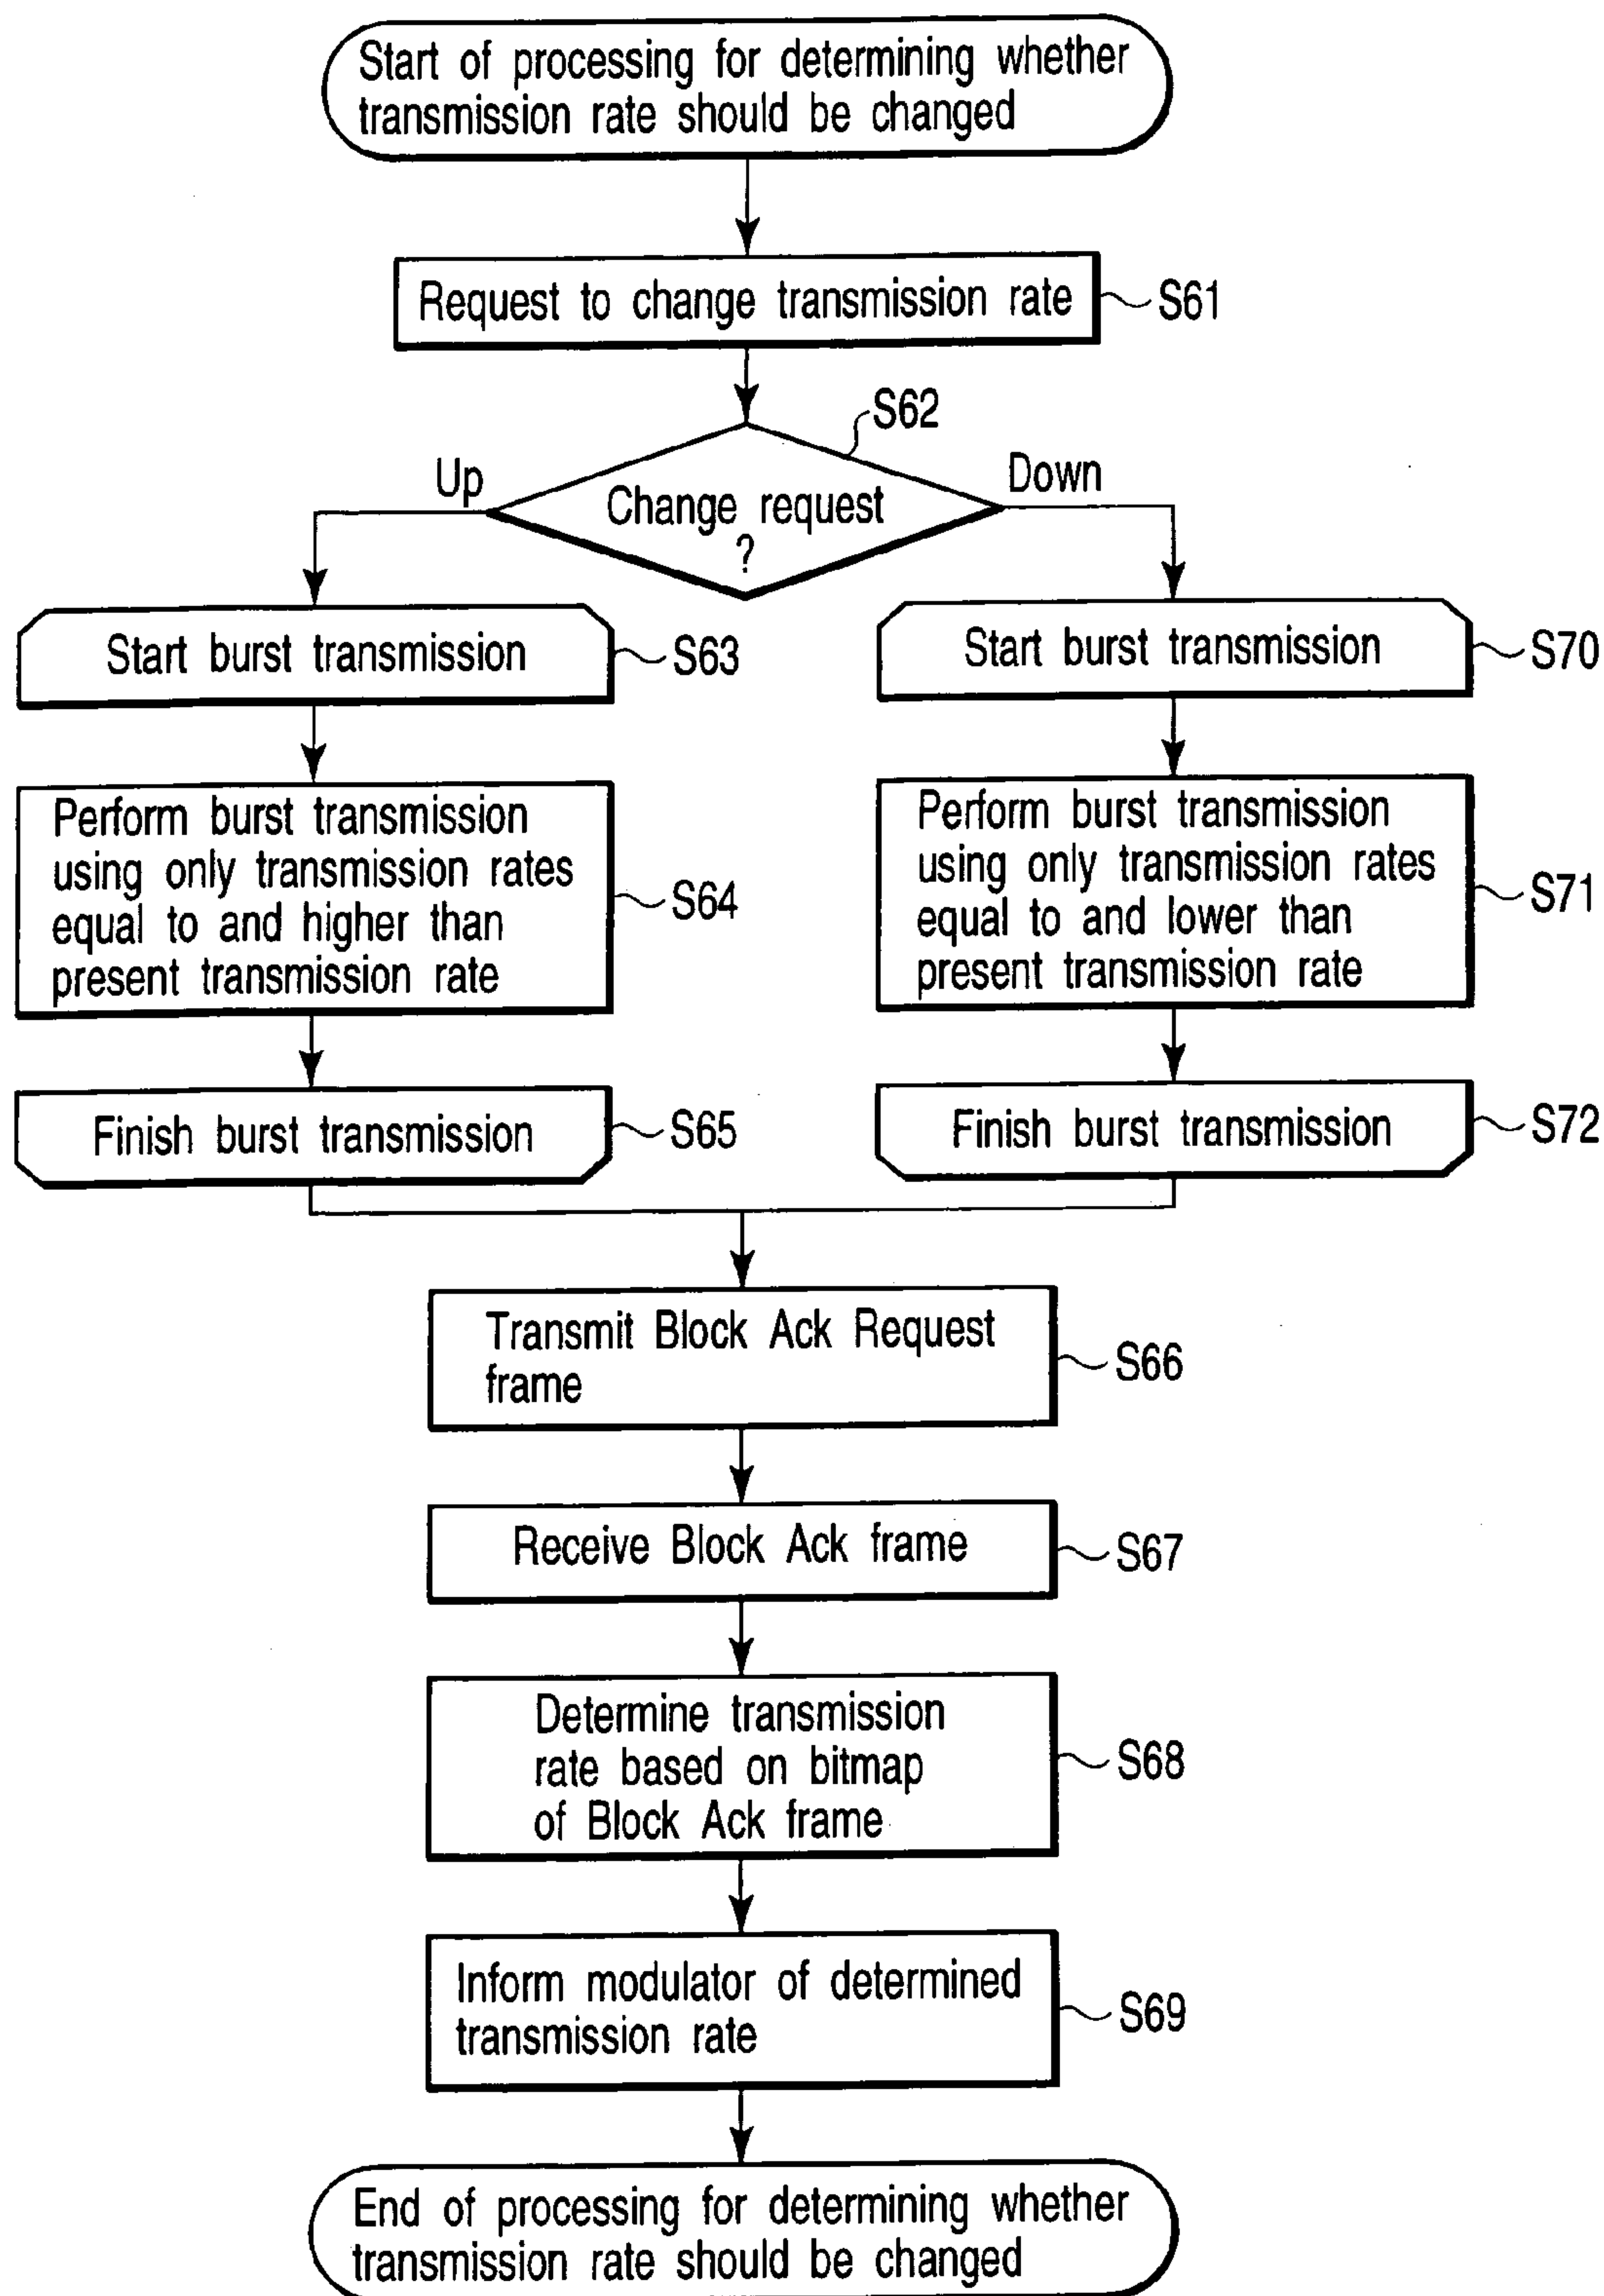 Start of processing for determining whether
transmission rate should be changed
Request to change transmission rate
S61
S62
Up
Down
Change request
?
Start burst transmission
S63
Start burst transmission
S70
Perform burst transmission
using only transmission rates
equal to and higher than
present transmission rate
S64
Perform burst transmission
using only transmission rates
equal to and lower than
present transmission rate
S71
Finish burst transmission
S65
Finish burst transmission
S72
Transmit Block Ack Request
frame
S66
Receive Block Ack frame
S67
Determine transmission
rate based on bitmap
of Block Ack frame
S68
Inform modulator of determined
transmission rate
S69
End of processing for determining whether
transmission rate should be changed